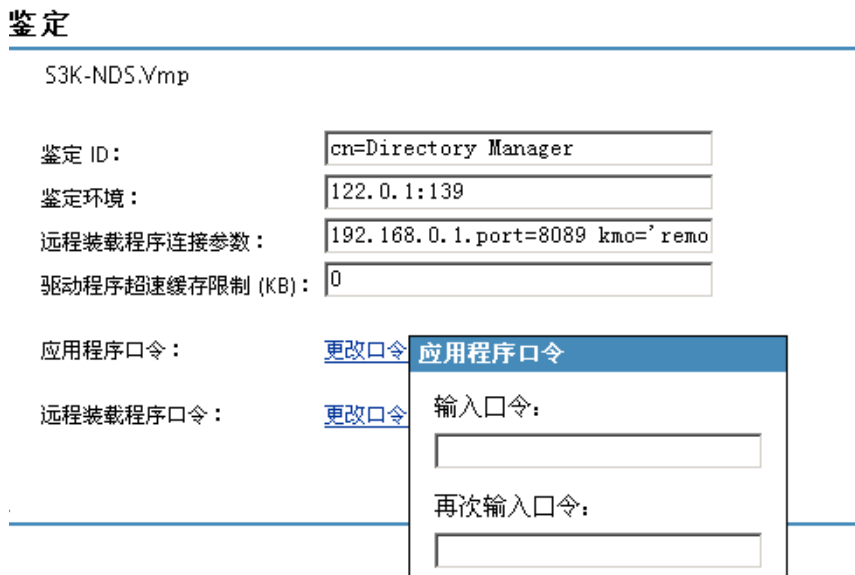 鉴定
S3K-NDS.Vmp
鉴定 ID： cn=Directory Manager
鉴定环境： 122.0.1:139
远程装载程序连接参数： 192.168.0.1.port=8089 kmo='remo
驱动程序超速缓存限制 (KB)： 0
应用程序口令： 更改口令
应用程序口令
输入口令：
远程装载程序口令： 更改口令
再次输入口令：